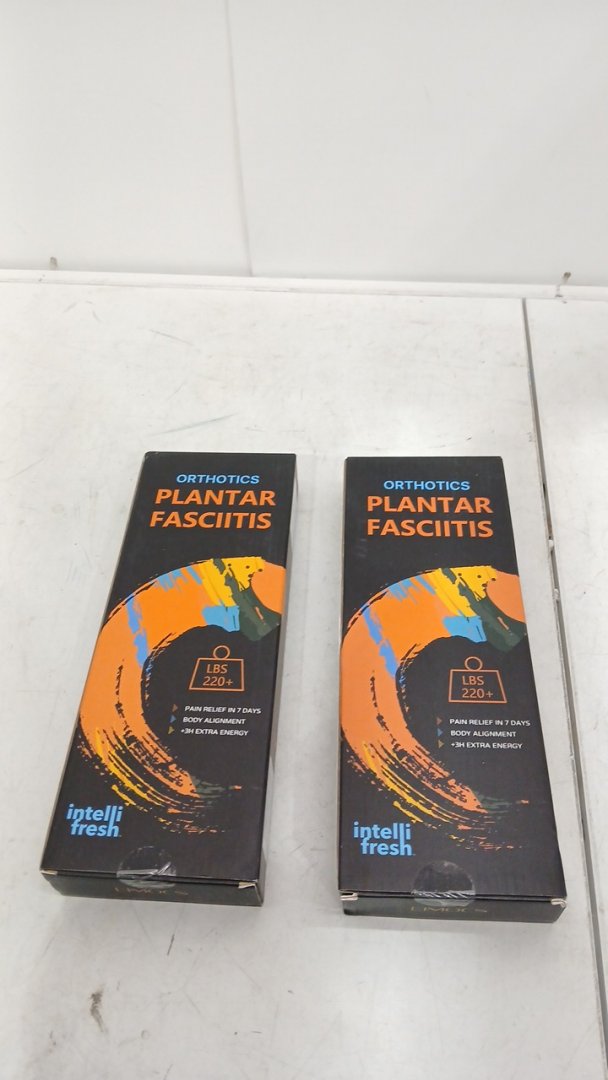 ORTHOTICS
PLANTAR
FASCIITIS
LBS
220+
PAIN RELIEF IN 7 DAYS
BODY ALIGNMENT
+3H EXTRA ENERGY
intelli
fresh
ORTHOTICS
PLANTAR
FASCIITIS
LBS
220+
PAIN RELIEF IN 7 DAYS
BODY ALIGNMENT
+3H EXTRA ENERGY
intelli
fresh